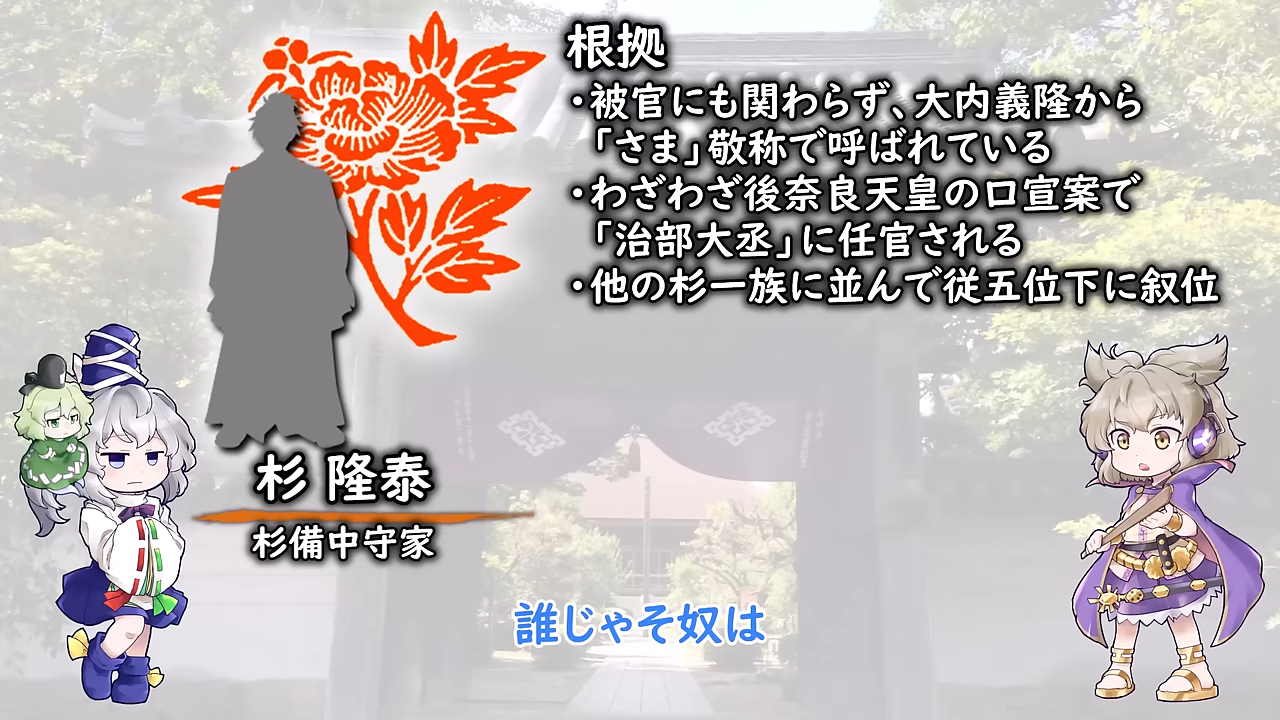 根拠
・被官にも関わらず、大内義隆から
「さま」敬称で呼ばれている
・わざわざ後奈良天皇の口宣案で
「治部大丞」に任官される
・他の杉一族に並んで従五位下に叙位
杉 隆泰
杉備中守家
誰じゃそ奴は